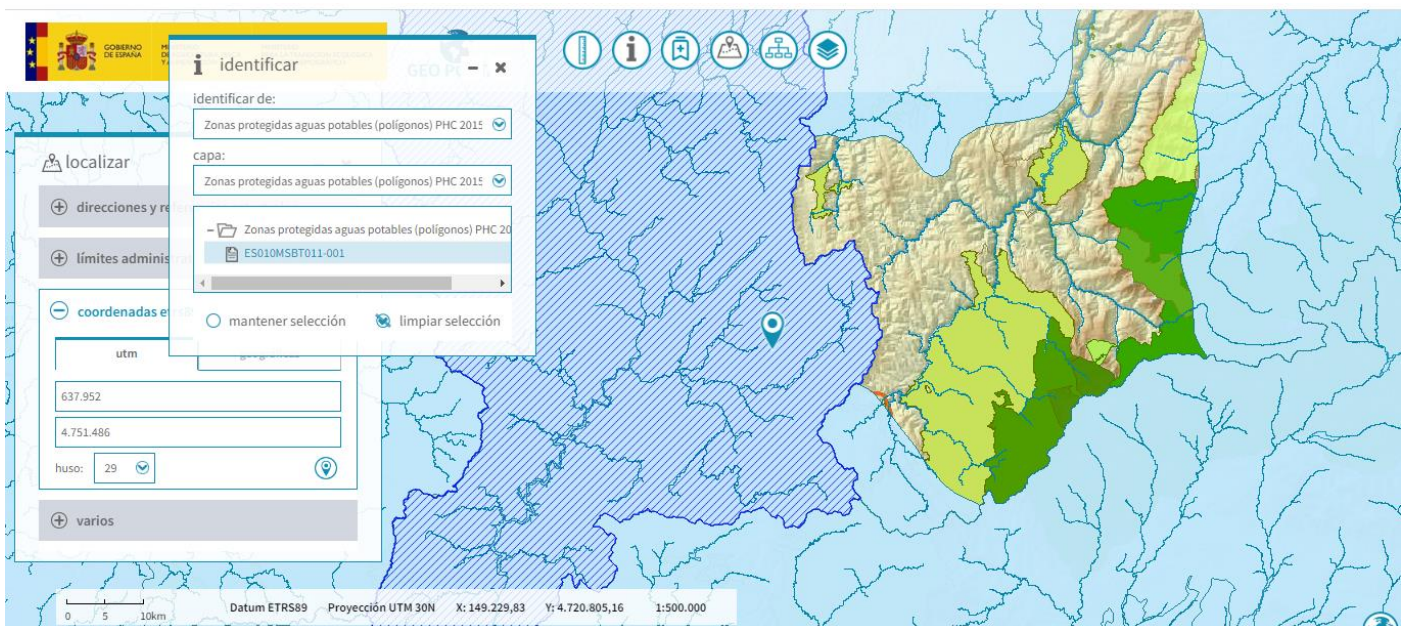 GOBIERNO
DE ESPAÑA
GEO
identificar
identificar de:
Zonas protegidas aguas potables (polígonos) PHC 2015
capa:
Zonas protegidas aguas potables (polígonos) PHC 2015
Zonas protegidas aguas potables (polígonos) PHC 20
ES010MSBT011-001
mantener selección
limpiar selección
localizar
direcciones y
límites
coordenadas
utm
637.952
4.751.486
huso: 29
varios
0 5 10km
Datum ETRS89 Proyección UTM 30N X: 149.229,83 Y: 4.720.805,16 1:500.000